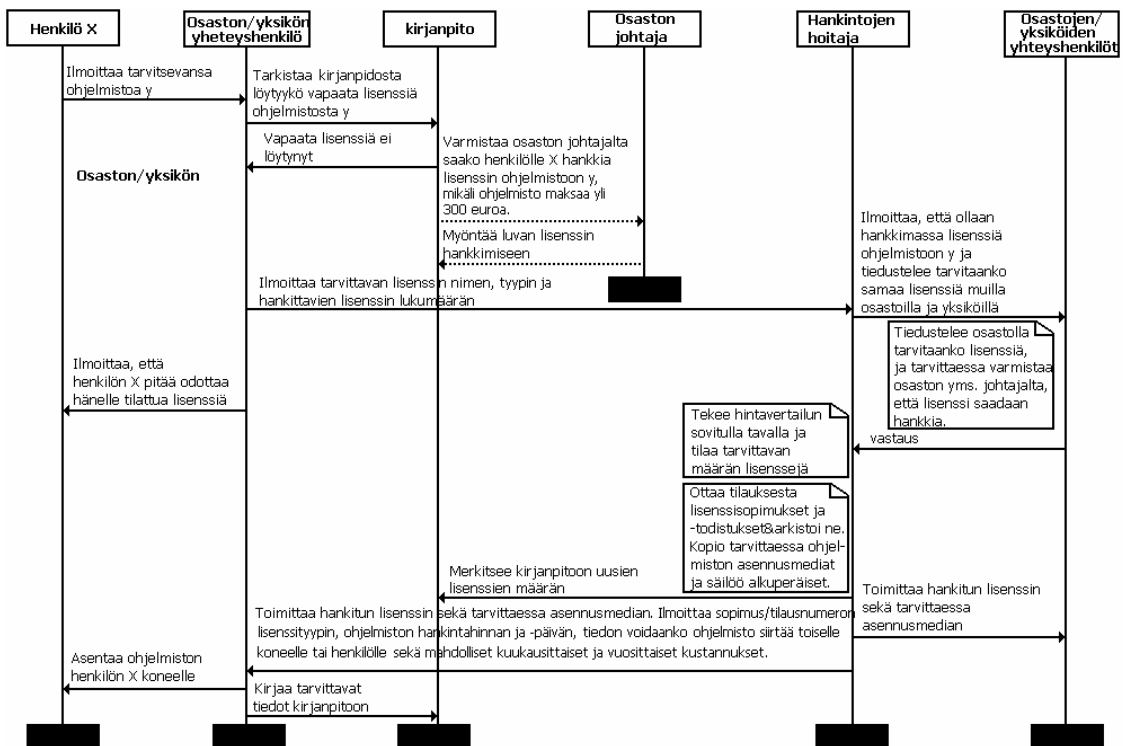 Henkilö X
Osaston/yksikön
yheteyshenkilö
kirjanpito
Osaston
johtaja
Hankintojen
hoitaja
Osastojen/
yksiköiden
yhteyshenkilöt
Ilmoittaa tarvitsevansa
ohjelmistoa y
Tarkistaa kirjanpidosta
löytyykö vapaata lisenssiä
ohjelmistosta y
Vapaata lisenssiä ei
löytynyt
Osaston/yksikön
Varmistaa osaston johtajalta
saako henkilölle X hankkia
lisenssin ohjelmistoon y,
mikäli ohjelmisto maksaa yli
300 euroa.
Myöntää luvan lisenssin
hankkimiseen
Ilmoittaa tarvittavan lisenssin nimen, tyypin ja
hankittavien lisenssin lukumäärän
Ilmoittaa, että ollaan
hankkimassa lisenssiä
ohjelmistoon y ja
tiedustelee tarvitaanko
samaa lisenssiä muilla
osastoilla ja yksiköillä
Tiedustelee osastolla
tarvitaanko lisenssiä,
ja tarvittaessa varmistaa
osaston yms. johtajalta,
että lisenssi saadaan
hankkia.
Ilmoittaa, että
henkilön X pitää odottaa
hänelle tilattua lisenssiä
vastaus
Tekee hintavertailun
sovitulla tavalla ja
tilaa tarvittavan
määrän lisenssejä
Ottaa tilauksesta
lisenssisopimukset ja
-todistukset&arkistoi ne.
Kopio tarvittaessa ohjel-
miston asennusmediat
ja säilöö alkuperäiset.
Merkitsee kirjanpitoon uusien
lisenssien määrän
Toimittaa hankitun lisenssin
sekä tarvittaessa
asennusmedian
Toimittaa hankitun lisenssin sekä tarvittaessa asennusmedian. Ilmoittaa sopimus/tilausnumeron
lisenssityypin, ohjelmiston hankintahinnan ja -päivän, tiedon voidaanko ohjelmisto siirtää toiselle
koneelle tai henkilölle sekä mahdolliset kuukausittaiset ja vuosittaiset kustannukset.
Asentaa ohjelmiston
henkilön X koneelle
Kirjaa tarvittavat
tiedot kirjanpitoon